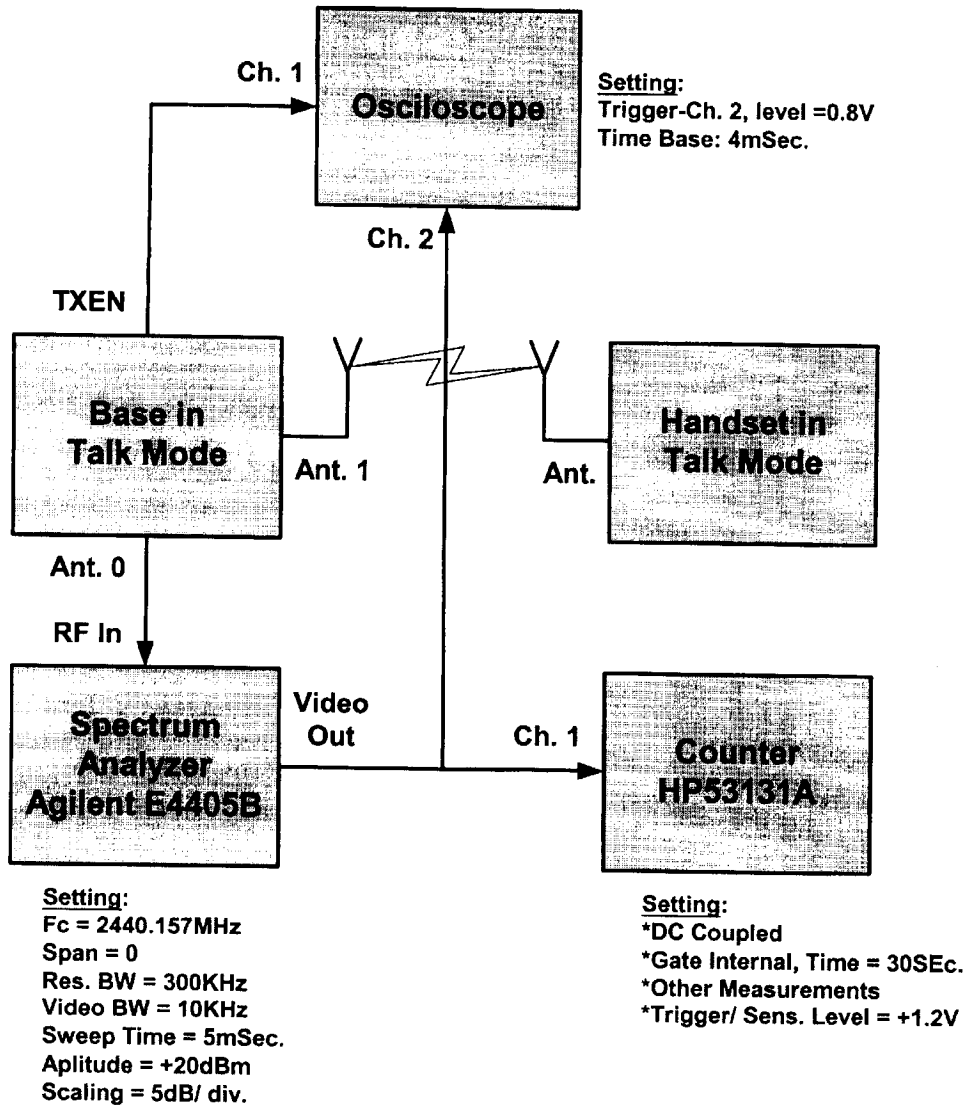 Ch. 1
Osciloscope
Setting:
Trigger-Ch. 2, level =0.8V
Time Base: 4mSec.
Ch. 2
TXEN
Base in
Talk Mode
Ant. 1
Handset in
Talk Mode
Ant.
Ant. 0
RF In
Spectrum
Analyzer
Agilent E4405B
Video
Out
Ch. 1
Counter
HP53131A
Setting:
Fc = 2440.157MHz
Span = 0
Res. BW = 300KHz
Video BW = 10KHz
Sweep Time = 5mSec.
Aplitude = +20dBm
Scaling = 5dB/ div.
Setting:
*DC Coupled
*Gate Internal, Time = 30SEc.
*Other Measurements
*Trigger/ Sens. Level = +1.2V